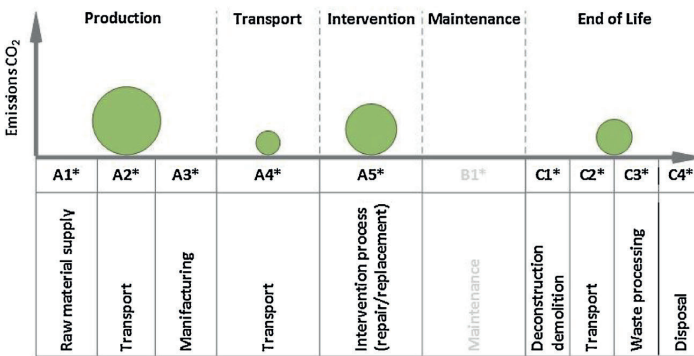 Production
Transport
Intervention
Maintenance
End of Life
Emissions CO₂
A1*
A2*
A3*
A4*
A5*
B1*
C1*
C2*
C3*
C4*
Raw material supply
Transport
Manifacturing
Transport
Intervention process
(repair/replacement)
Maintenance
Deconstruction
demolition
Transport
Waste processing
Disposal